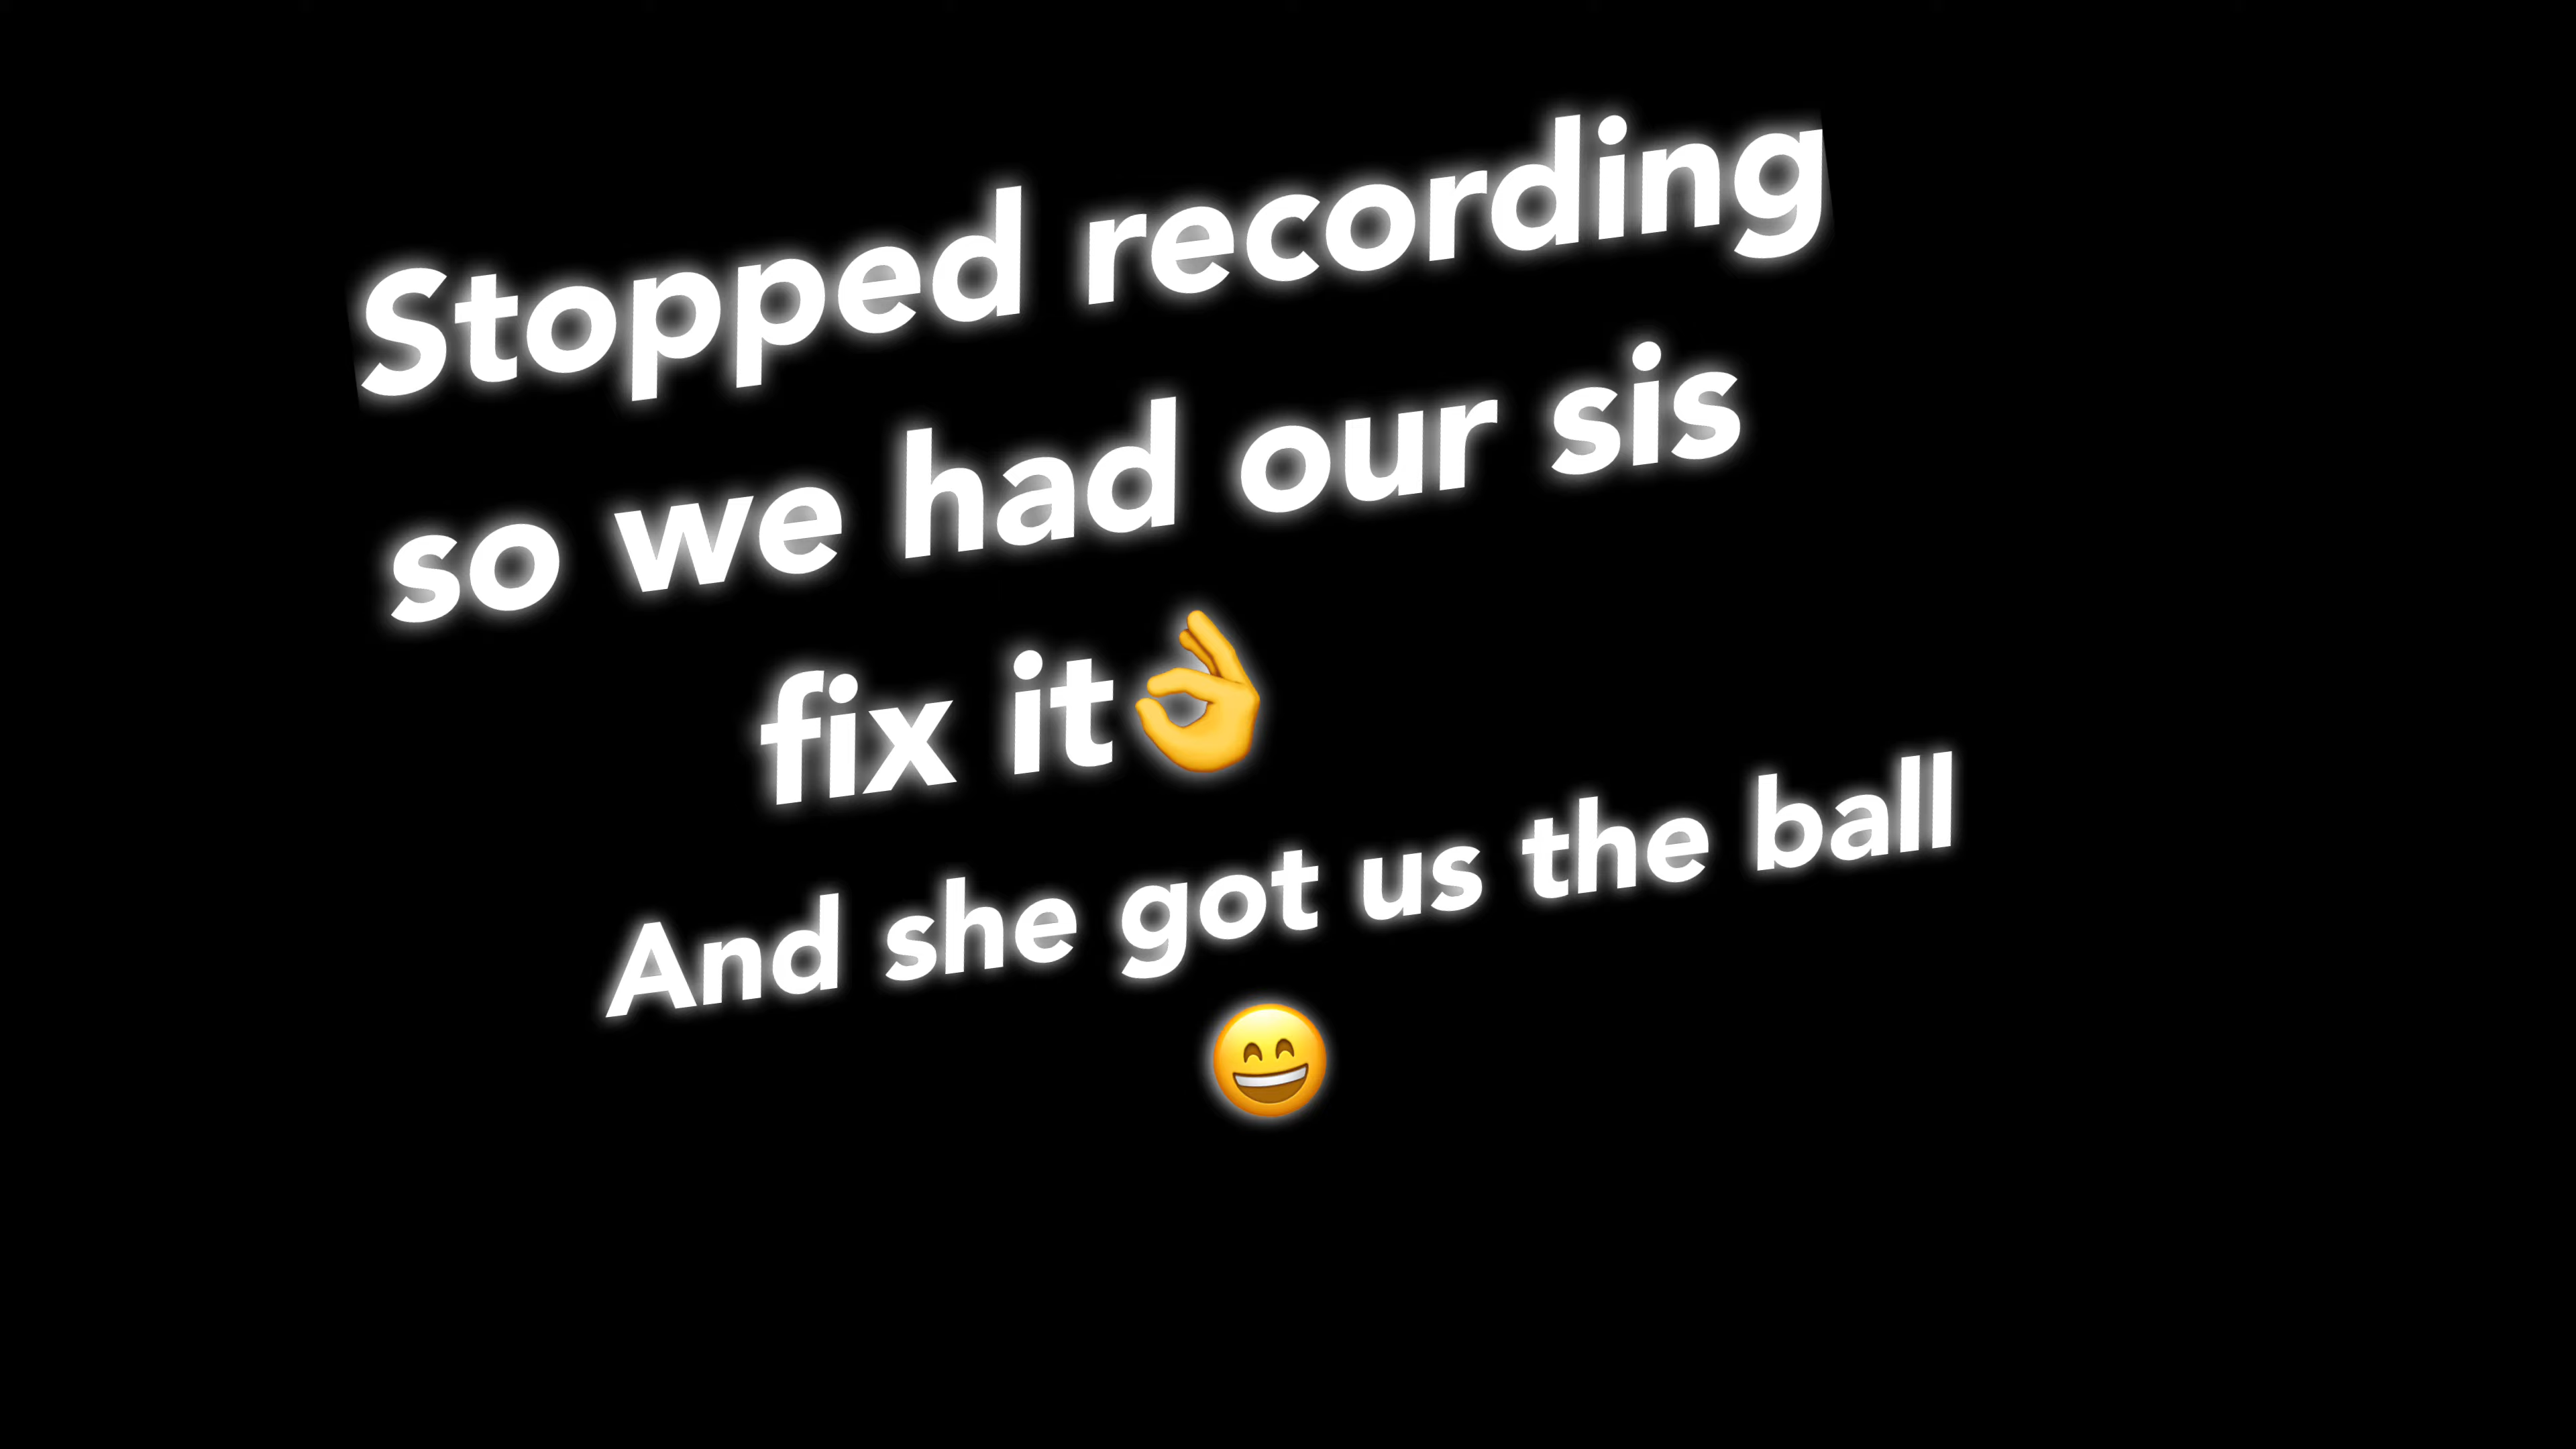 Stopped recording
so we had our sis
fix it👌
And she got us the ball
😄